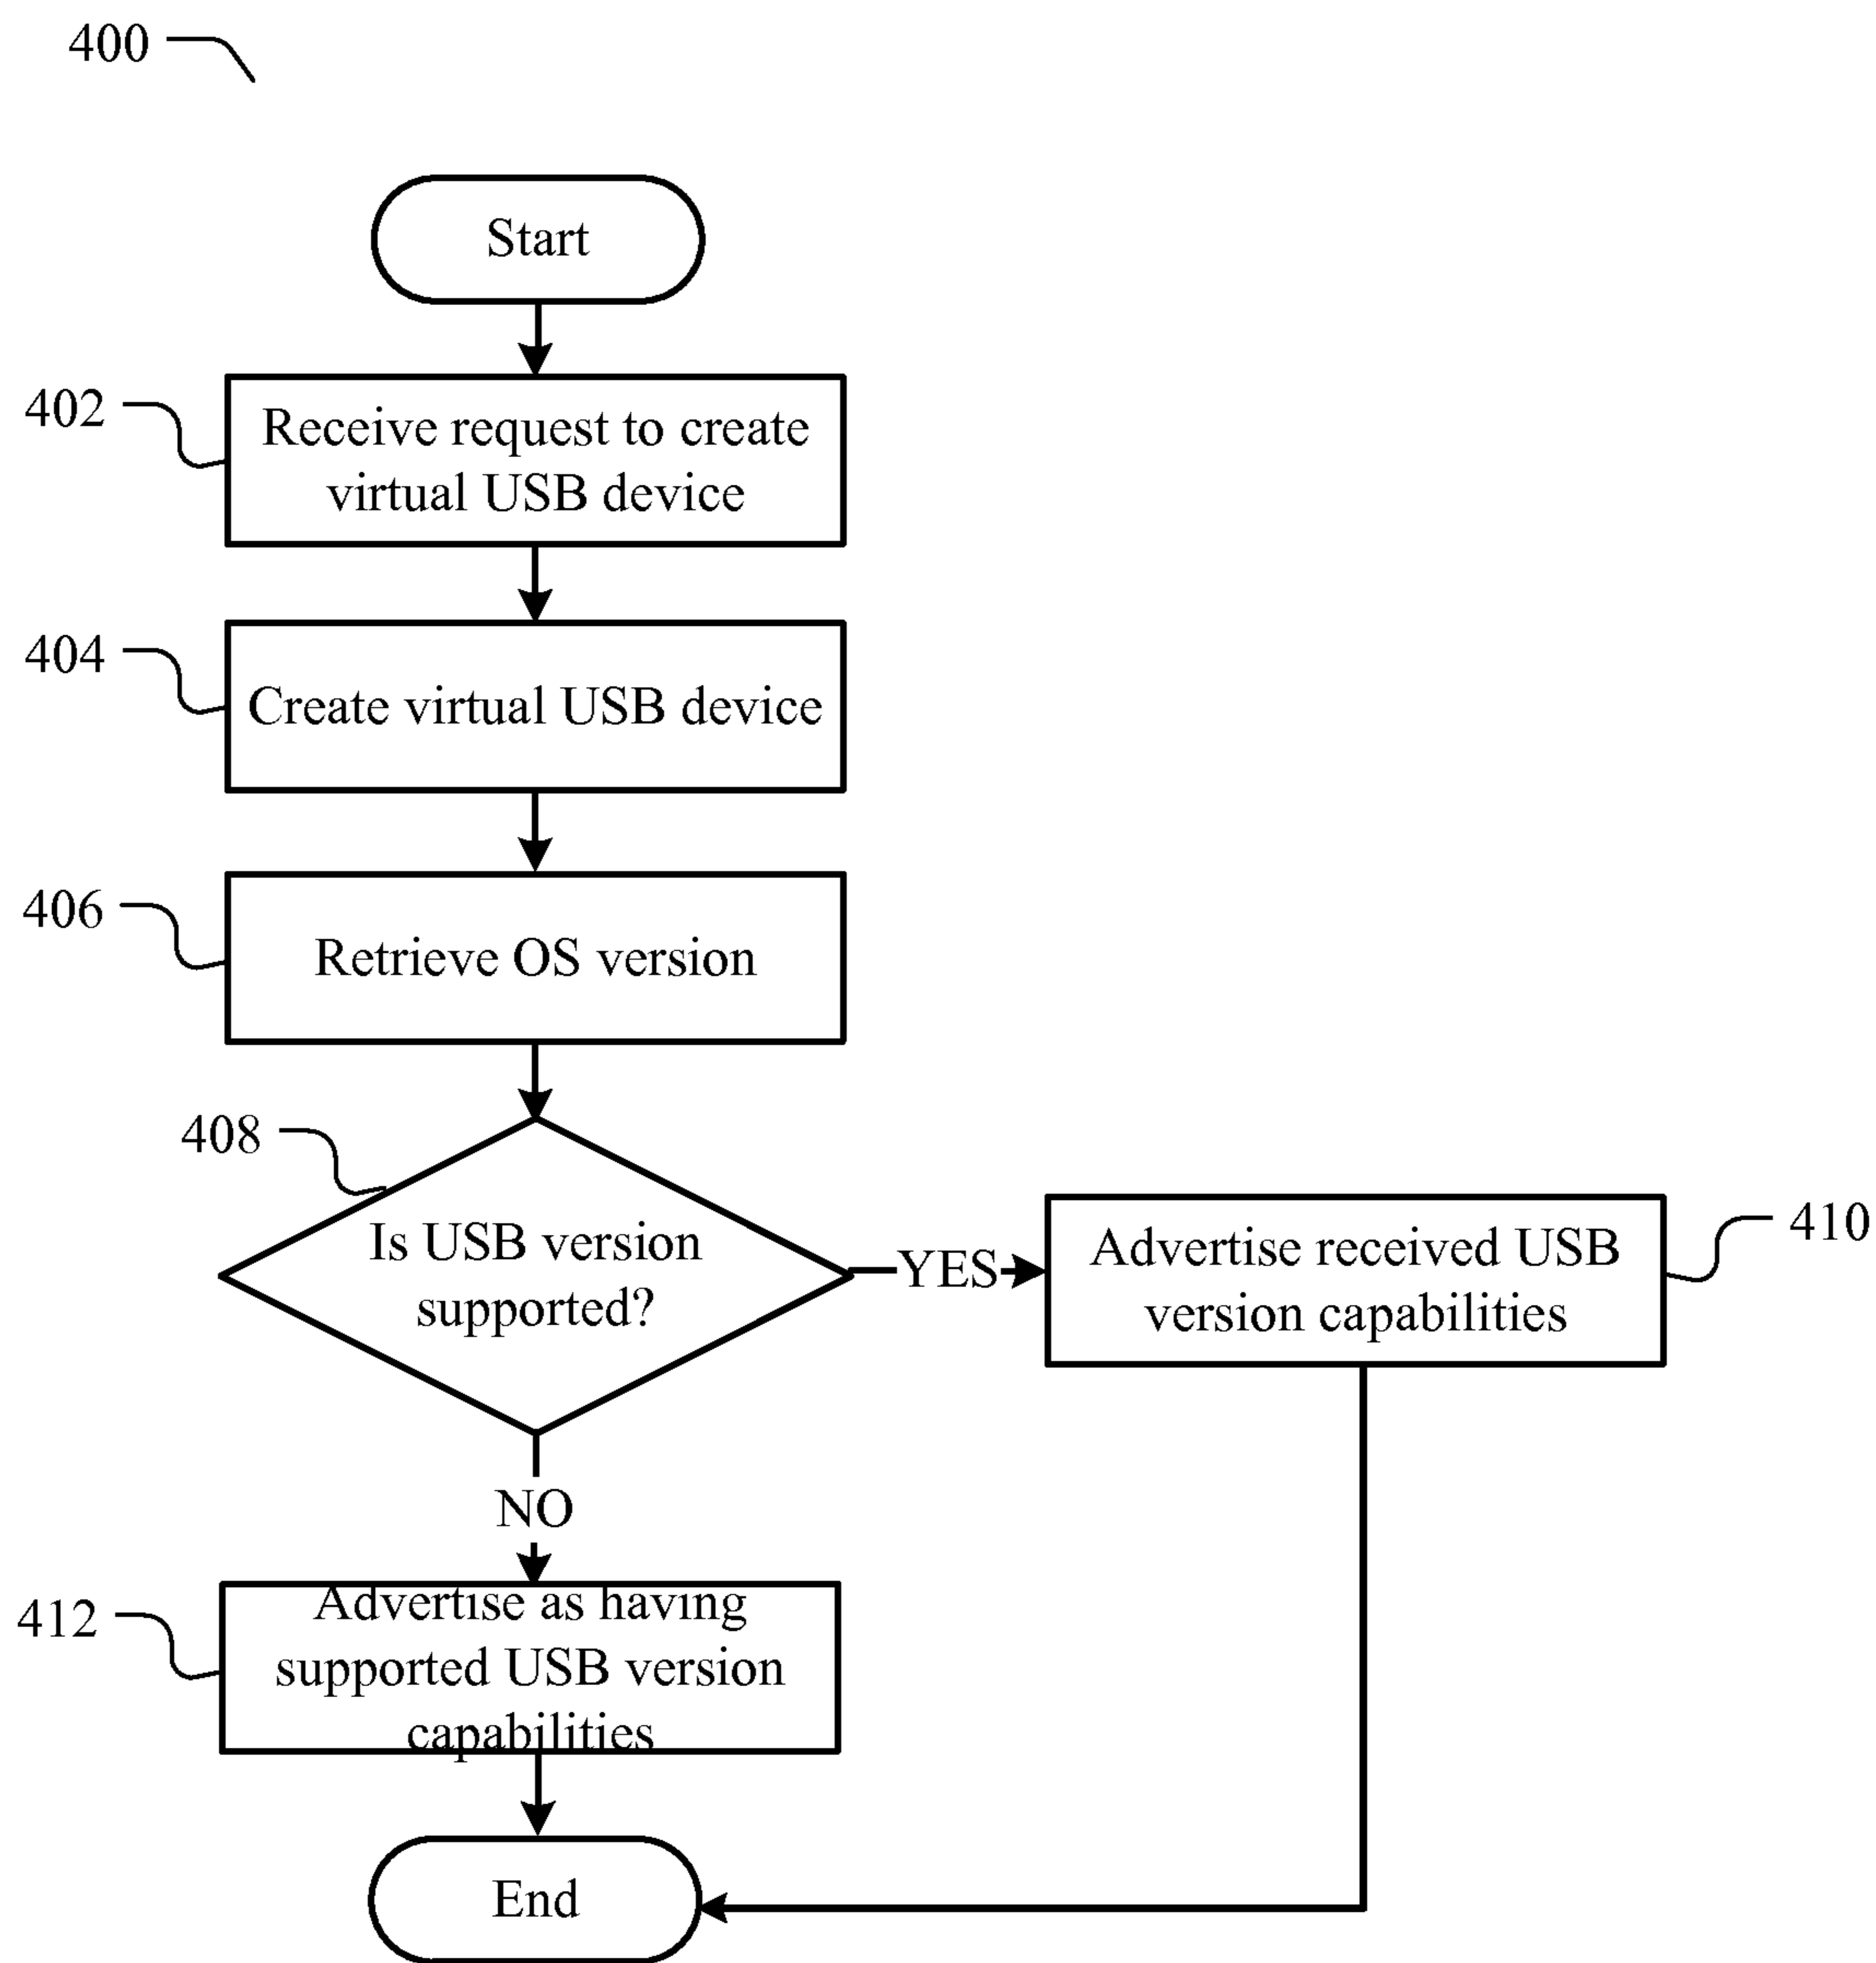 400
Start
402
Receive request to create
virtual USB device
404
Create virtual USB device
406
Retrieve OS version
408
Is USB version
supported?
YES
Advertise received USB
version capabilities
410
NO
412
Advertise as having
supported USB version
capabilities
End